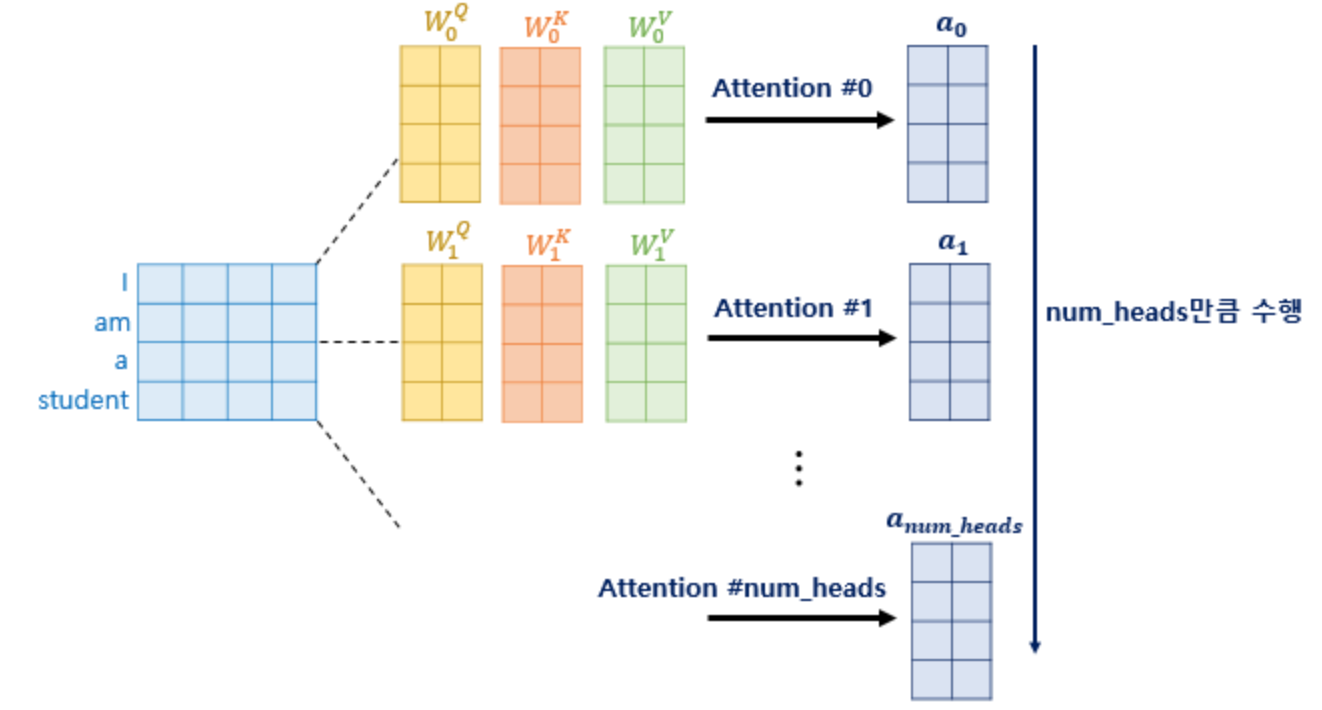 W_0^Q W_0^K W_0^V a_0
Attention #0
W_1^Q W_1^K W_1^V a_1
I
am
a
student
Attention #1
num_heads만큼 수행
a_num_heads
Attention #num_heads